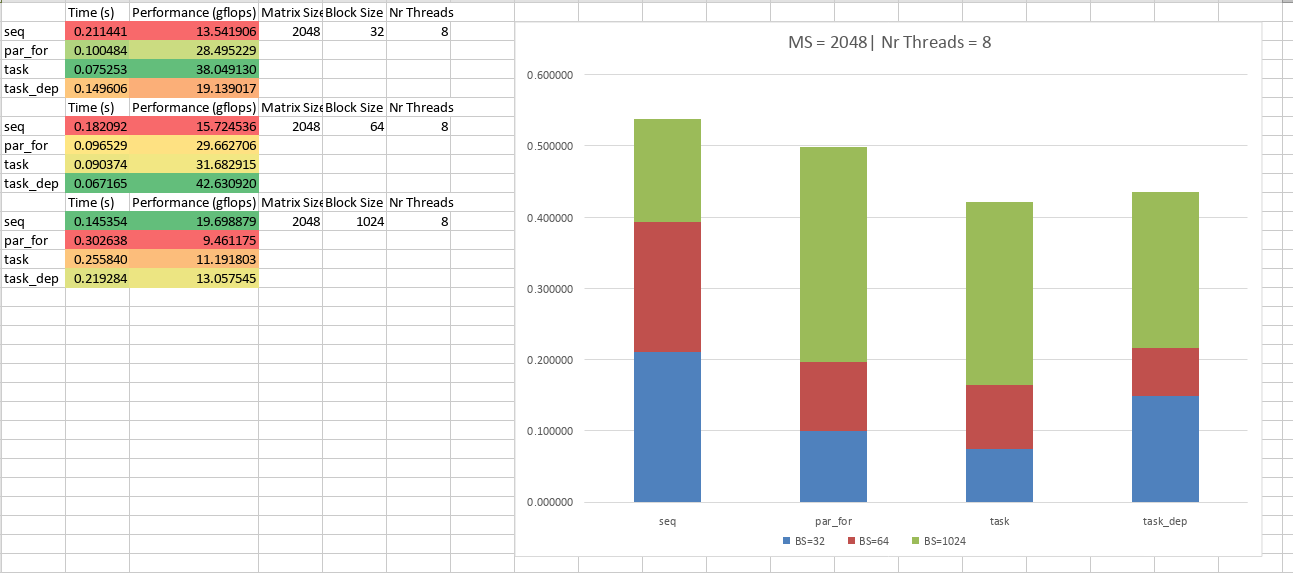 Time (s) Performance (gflops) Matrix Size Block Size Nr Threads
seq 0.211441 13.541906 2048 32 8
par_for 0.100484 28.495229
task 0.075253 38.049130
task_dep 0.149606 19.139017
Time (s) Performance (gflops) Matrix Size Block Size Nr Threads
seq 0.182092 15.724536 2048 64 8
par_for 0.096529 29.662706
task 0.090374 31.682915
task_dep 0.067165 42.630920
Time (s) Performance (gflops) Matrix Size Block Size Nr Threads
seq 0.145354 19.698879 2048 1024 8
par_for 0.302638 9.461175
task 0.255840 11.191803
task_dep 0.219284 13.057545
MS = 2048| Nr Threads = 8
0.600000
0.500000
0.400000
0.300000
0.200000
0.100000
0.000000
seq par_for task task_dep
BS=32 BS=64 BS=1024